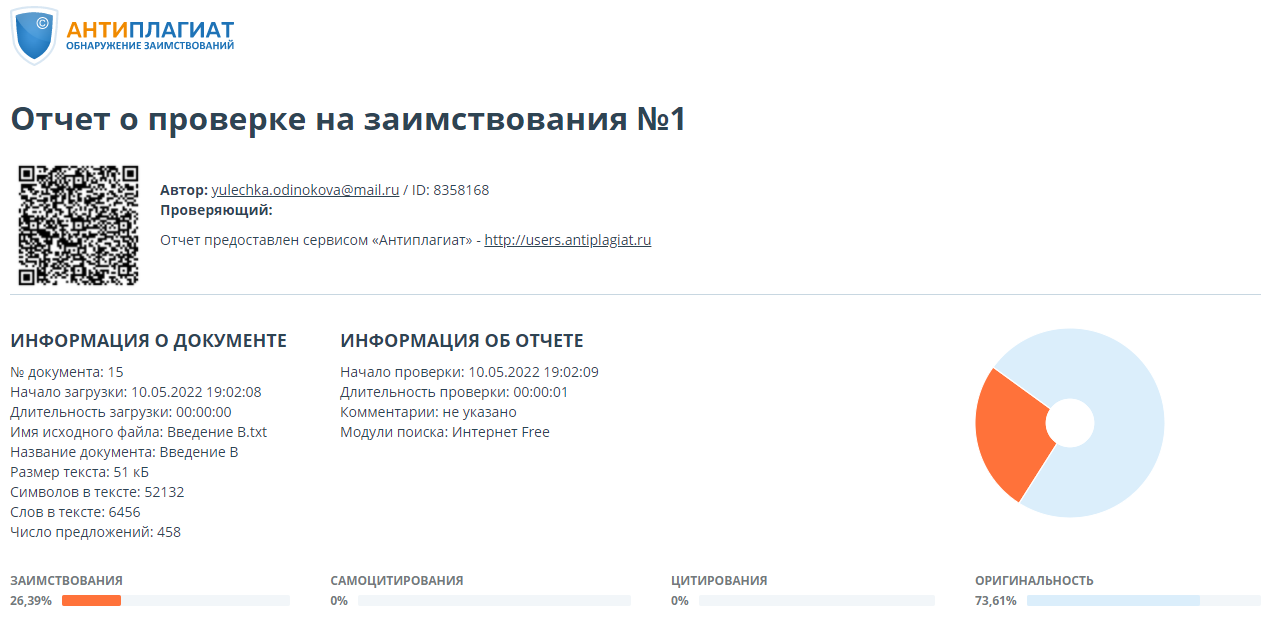 ©
АНТИПЛАГИАТ
ОБНАРУЖЕНИЕ ЗАИМСТВОВАНИЙ
Отчет о проверке на заимствования №1
Автор: yulechka.odinokova@mail.ru / ID: 8358168
Проверяющий:
Отчет предоставлен сервисом «Антиплагиат» - http://users.antiplagiat.ru
ИНФОРМАЦИЯ О ДОКУМЕНТЕ
№ документа: 15
Начало загрузки: 10.05.2022 19:02:08
Длительность загрузки: 00:00:00
Имя исходного файла: Введение В.txt
Название документа: Введение В
Размер текста: 51 кБ
Cимволов в тексте: 52132
Слов в тексте: 6456
Число предложений: 458
ИНФОРМАЦИЯ ОБ ОТЧЕТЕ
Начало проверки: 10.05.2022 19:02:09
Длительность проверки: 00:00:01
Комментарии: не указано
Модули поиска: Интернет Free
ЗАИМСТВОВАНИЯ
26,39%
САМОЦИТИРОВАНИЯ
0%
ЦИТИРОВАНИЯ
0%
ОРИГИНАЛЬНОСТЬ
73,61%